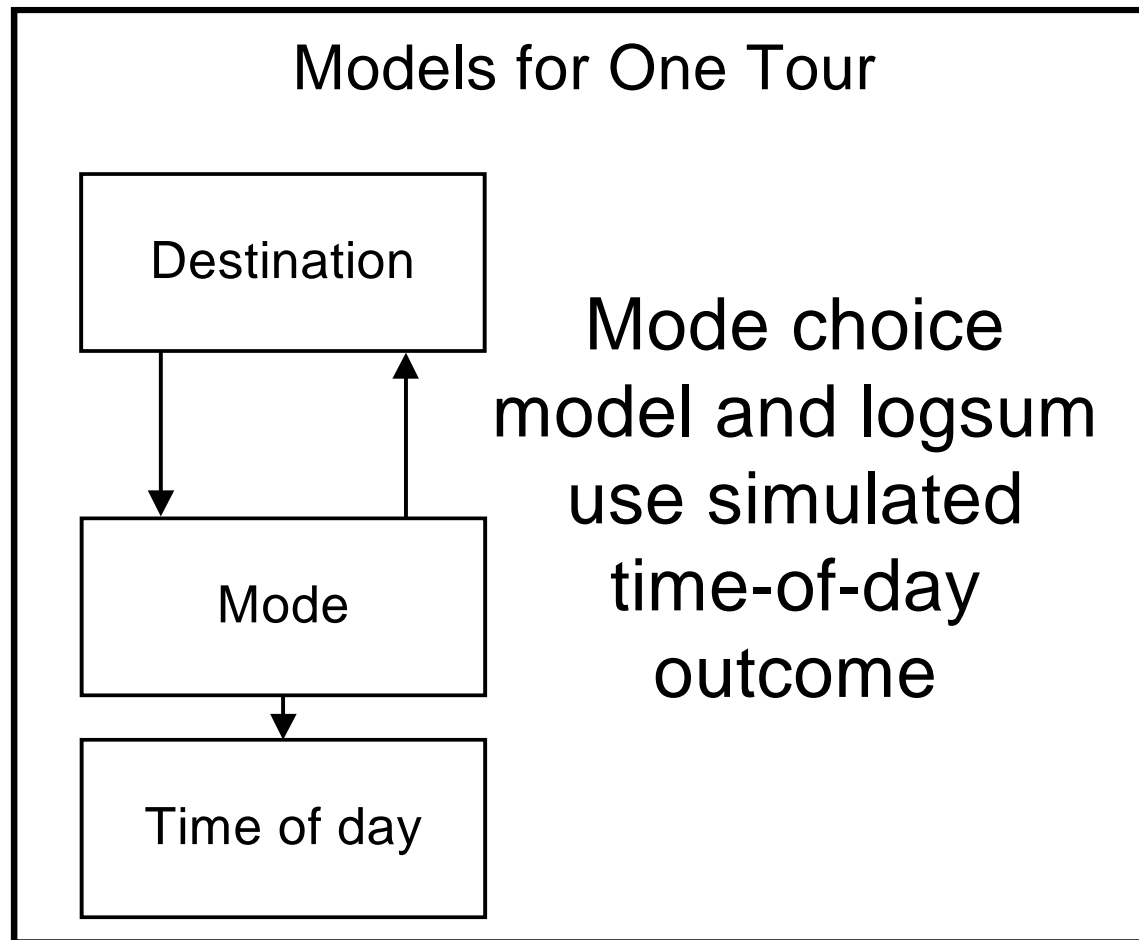 Models for One Tour
Destination
Mode
Time of day
Mode choice
model and logsum
use simulated
time-of-day
outcome